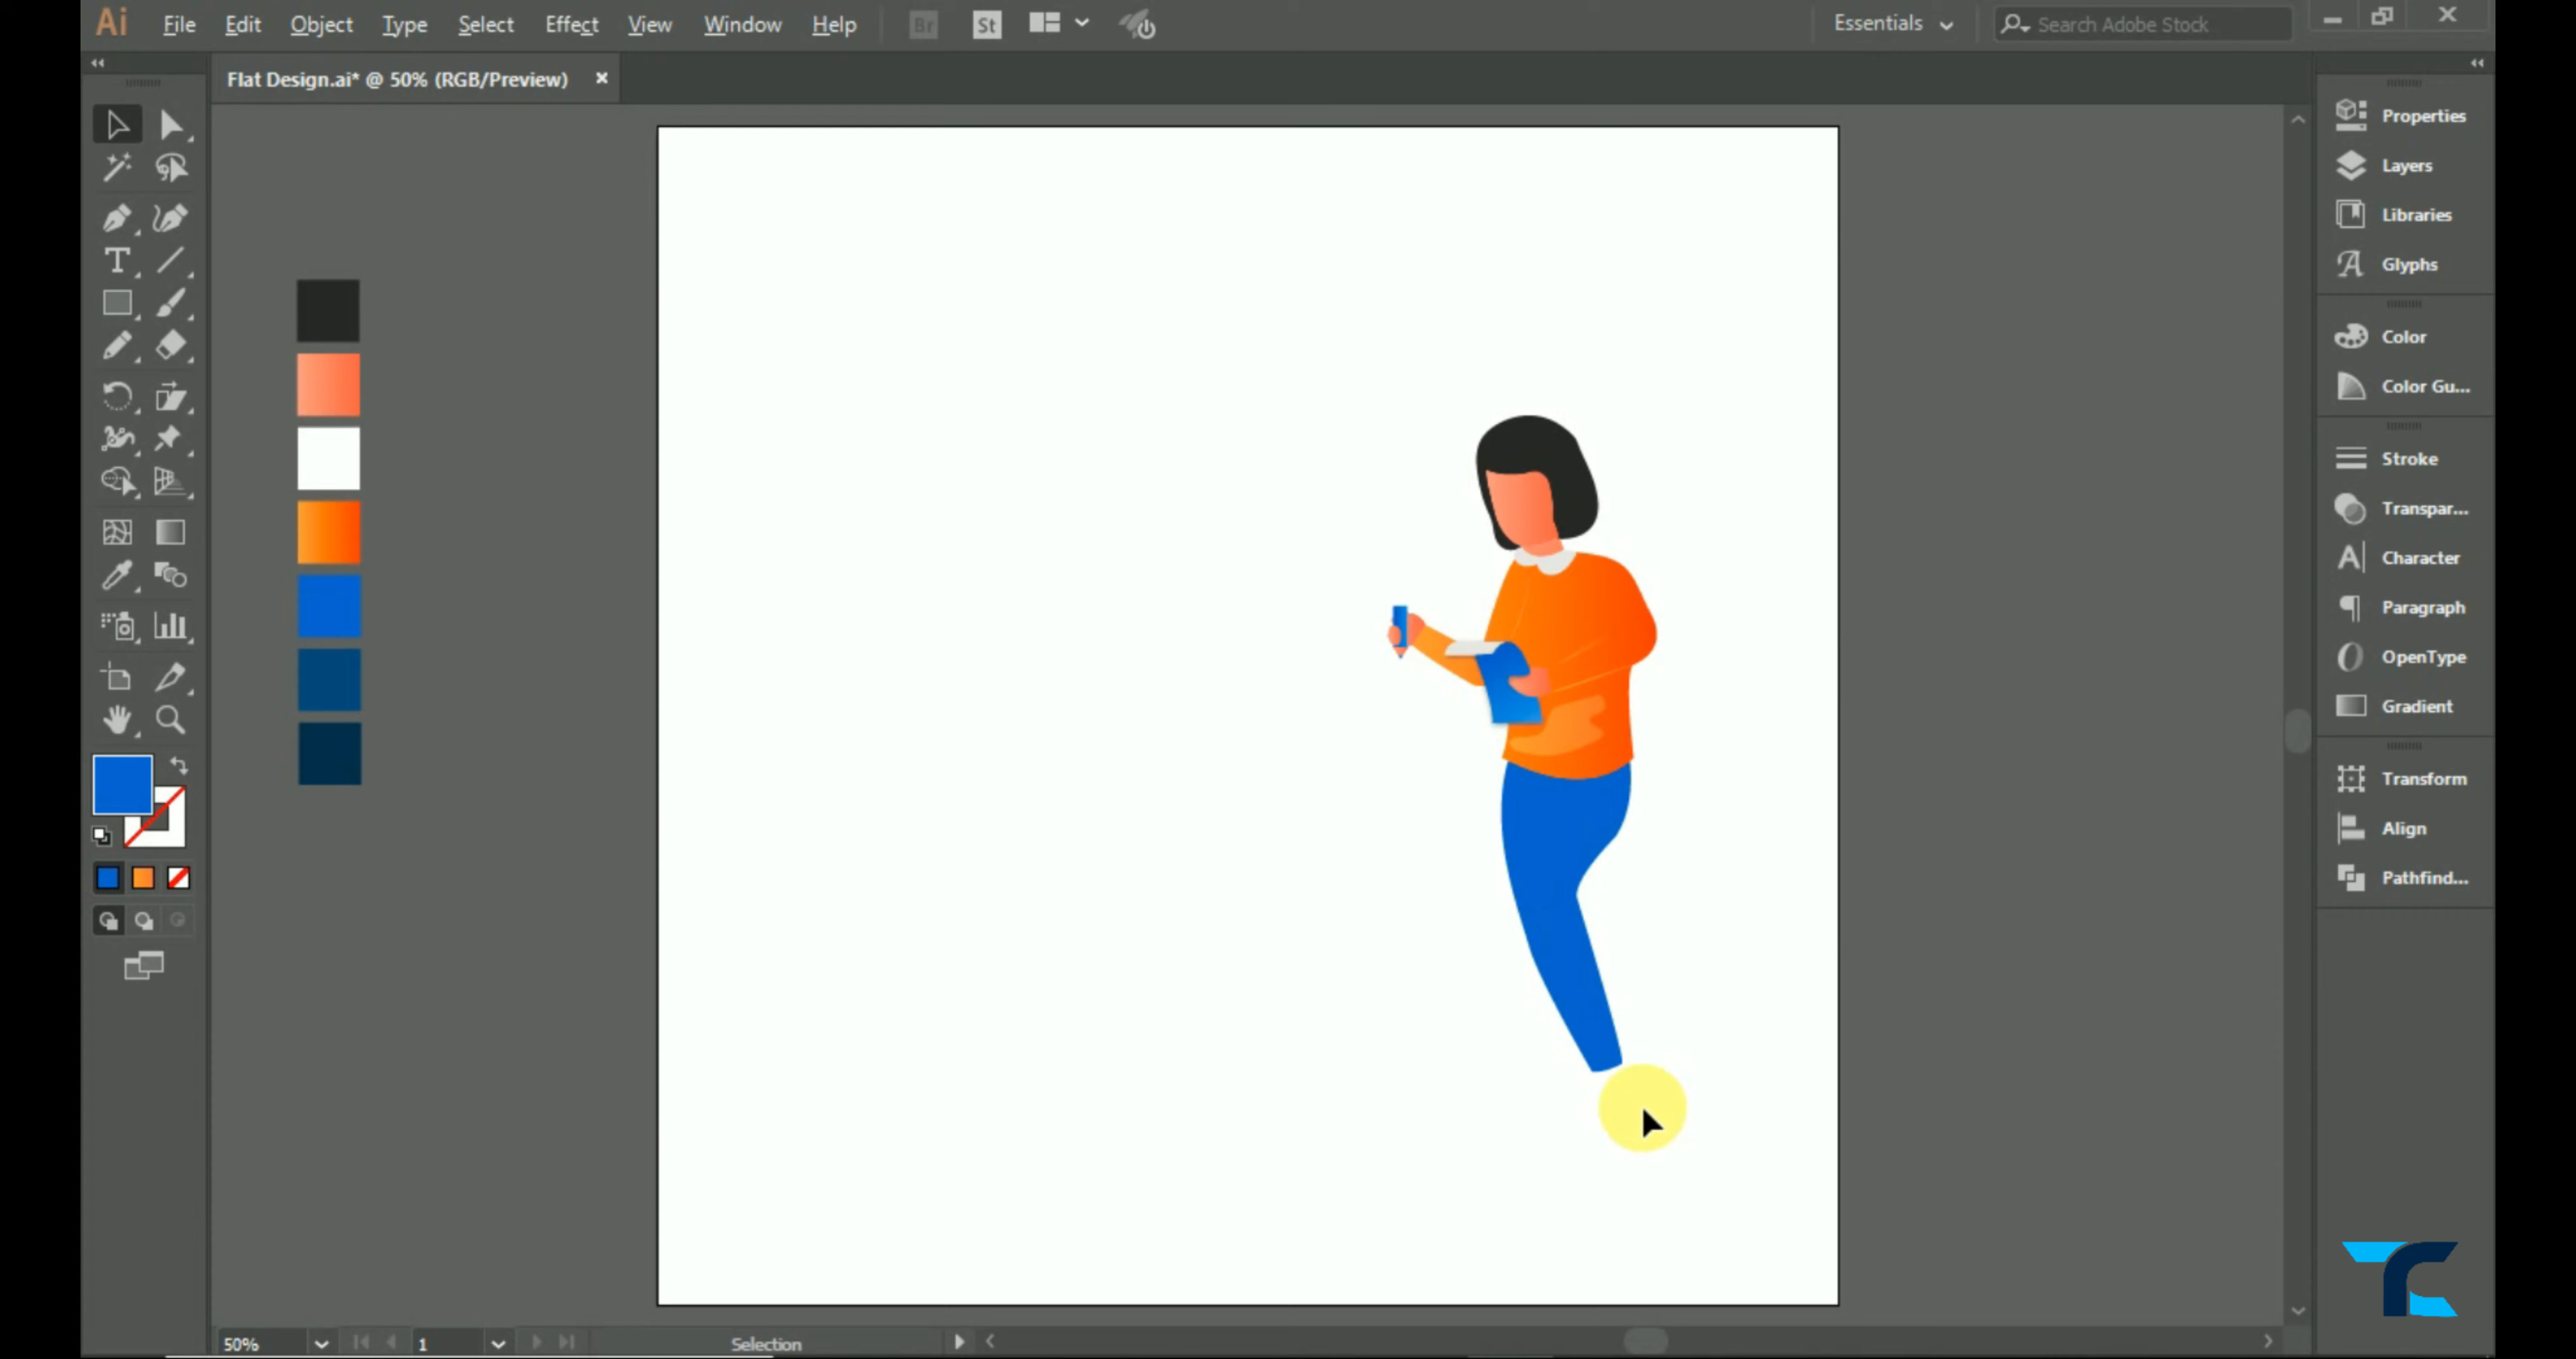 Ai File Edit Object Type Select Effect View Window Help Br St Essentials Search Adobe Stock
Flat Design.ai* @ 50% (RGB/Preview)
Properties
Layers
Libraries
Glyphs
Color
Color Gu...
Stroke
Transpar...
Character
Paragraph
OpenType
Gradient
Transform
Align
Pathfind...
TC
50% 1 Selection